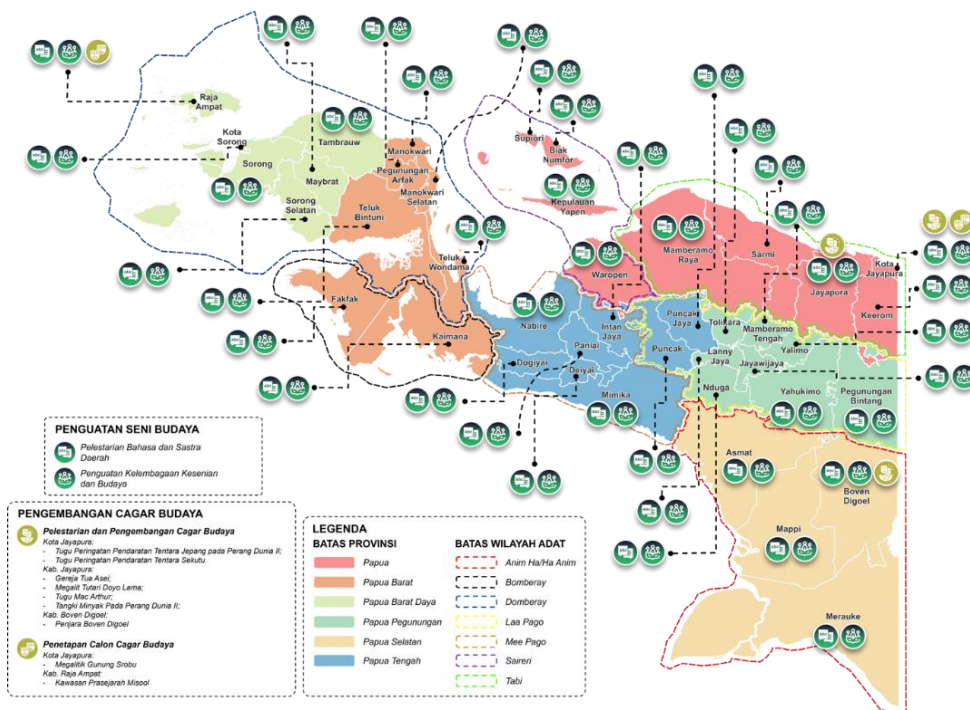 Raja
Ampat
Kota
Sorong
Sorong
Tambrauw
Maybrat
Sorong
Selatan
Manokwari
Pegunungan
Arfak
Manokwari
Selatan
Teluk
Bintuni
Teluk
Wondama
Fakfak
Kaimana
Supiori
Biak
Numfor
Kepulauan
Yapen
Waropen
Mamberamo
Raya
Sarmi
Jayapura
Kota
Jayapura
Keerom
Nabire
Intan
Jaya
Paniai
Dogiyai
Deiyai
Mimika
Puncak
Jaya
Puncak
Tolikara
Mamberamo
Tengah
Yalimo
Lanny
Jaya
Jayawijaya
Nduga
Yahukimo
Pegunungan
Bintang
Asmat
Boven
Digoel
Mappi
Merauke
PENGUATAN SENI BUDAYA
Pelestarian Bahasa dan Sastra
Daerah
Penguatan Kelembagaan Kesenian
dan Budaya
PENGEMBANGAN CAGAR BUDAYA
Pelestarian dan Pengembangan Cagar Budaya
Kota Jayapura:
- Tugu Peringatan Pendaratan Tentara Jepang pada Perang Dunia II;
- Tugu Peringatan Pendaratan Tentara Sekutu.
Kab. Jayapura:
- Gereja Tua Asei;
- Megalit Tutari Doyo Lama;
- Tugu Mac Arthur;
- Tangki Minyak Pada Perang Dunia II;
Kab. Boven Digoel:
- Penjara Boven Digoel
Penetapan Calon Cagar Budaya
Kota Jayapura:
- Megalitik Gunung Srobu
Kab. Raja Ampat:
- Kawasan Prasejarah Misool
LEGENDA
BATAS PROVINSI
Papua
Papua Barat
Papua Barat Daya
Papua Pegunungan
Papua Selatan
Papua Tengah
BATAS WILAYAH ADAT
Anim Ha/Ha Anim
Bomberay
Domberay
Laa Pago
Mee Pago
Saireri
Tabi